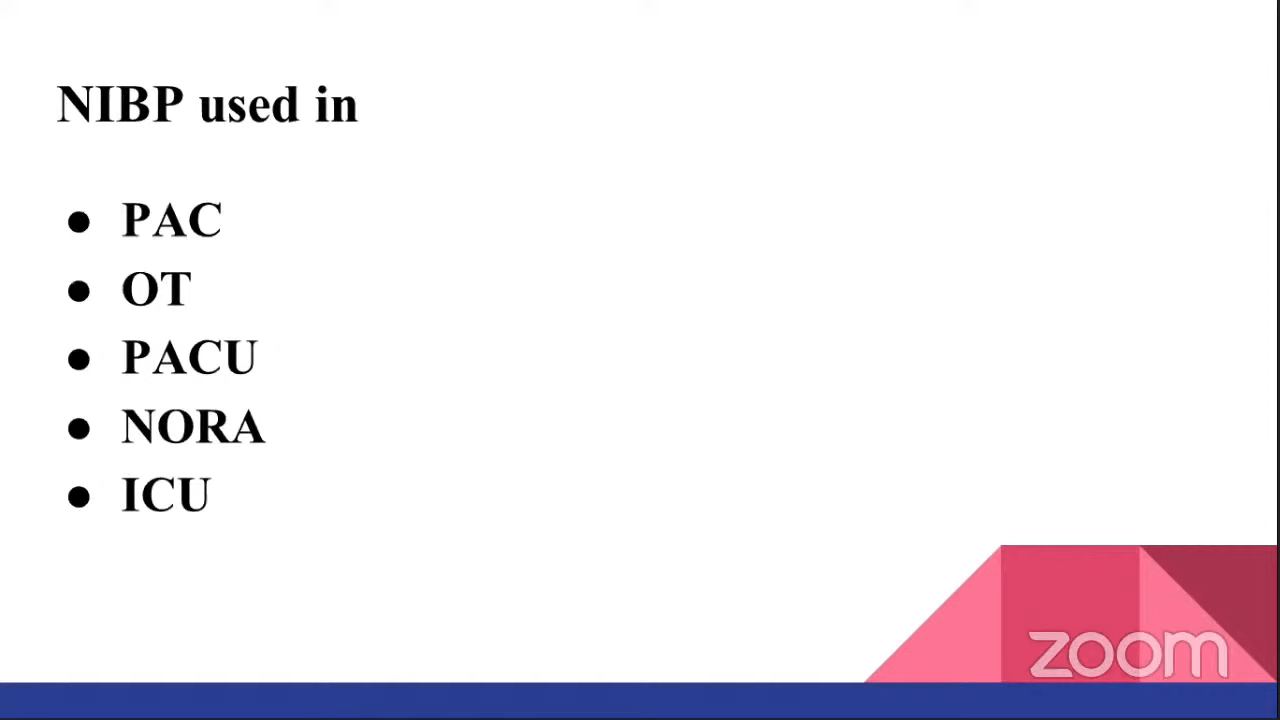 NIBP used in
● PAC
● OT
● PACU
● NORA
● ICU
zoom